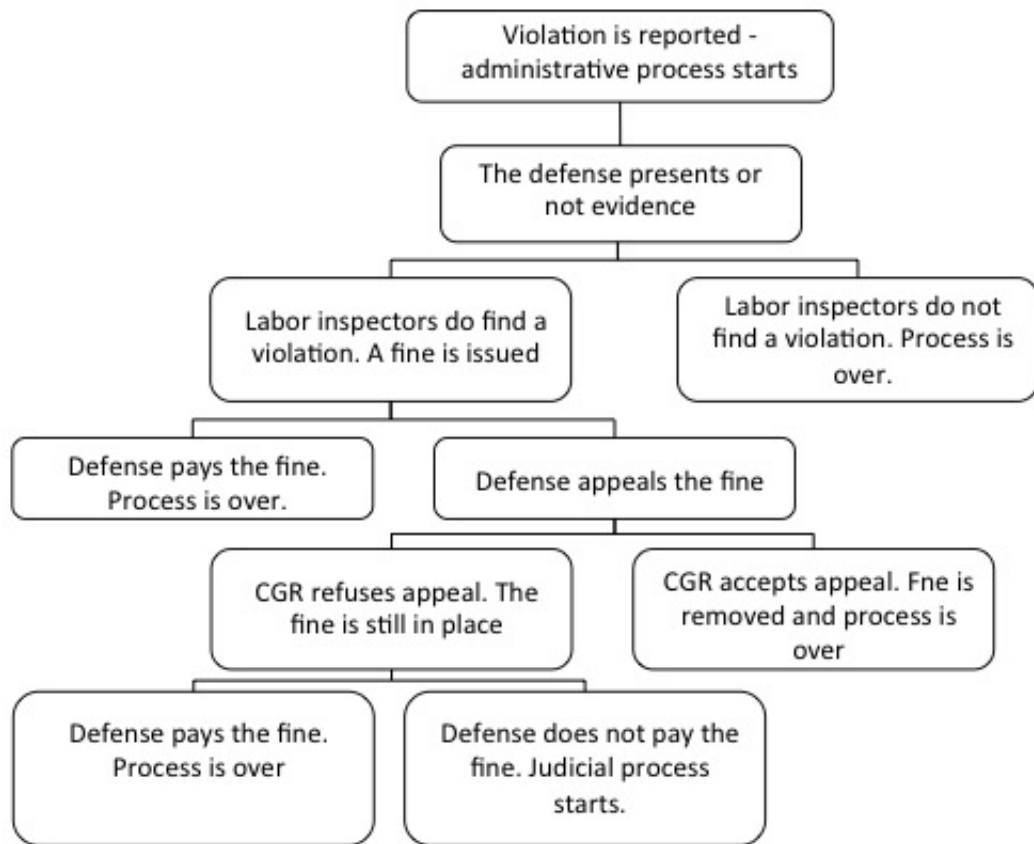 Violation is reported -
administrative process starts
The defense presents or
not evidence
Labor inspectors do find a
violation. A fine is issued
Labor inspectors do not
find a violation. Process is
over.
Defense pays the fine.
Process is over.
Defense appeals the fine
CGR refuses appeal. The
fine is still in place
CGR accepts appeal. Fne is
removed and process is
over
Defense pays the fine.
Process is over
Defense does not pay the
fine. Judicial process
starts.